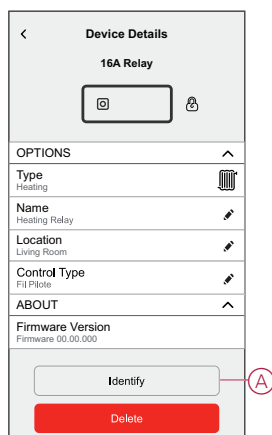 Device Details
16A Relay
OPTIONS
Type
Heating
Name
Heating Relay
Location
Living Room
Control Type
Fil Pilote
ABOUT
Firmware Version
Firmware 00.00.000
Identify
A
Delete